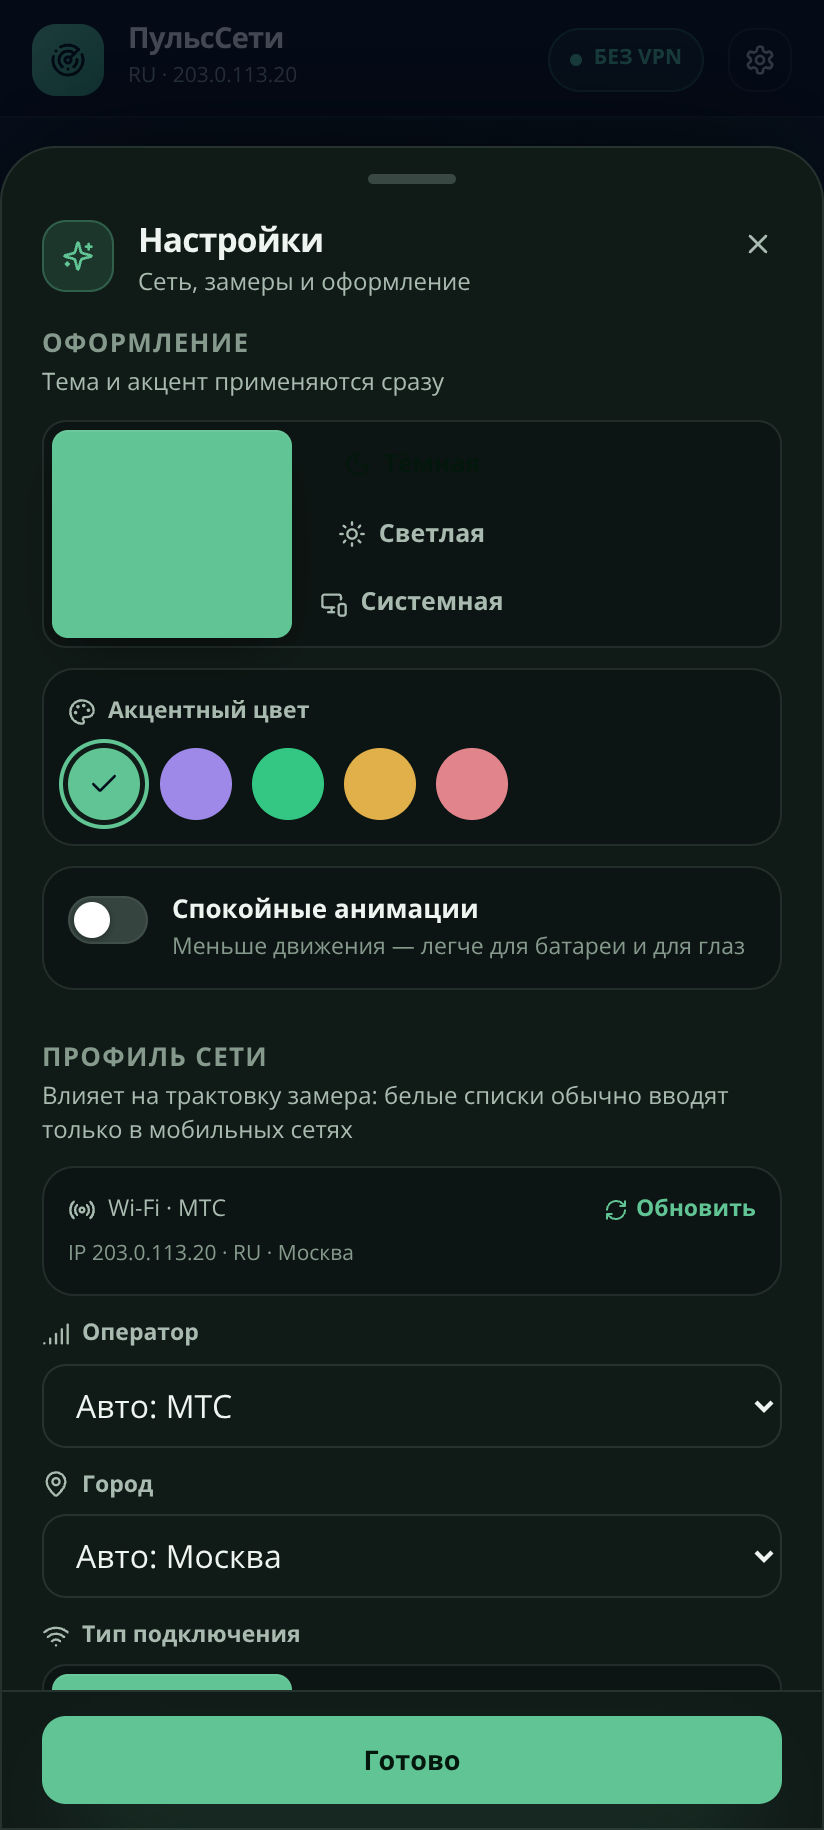 ПульсСети
RU · 203.0.113.20
БЕЗ VPN
Настройки
Сеть, замеры и оформление
ОФОРМЛЕНИЕ
Тема и акцент применяются сразу
Тёмная
Светлая
Системная
Акцентный цвет
Спокойные анимации
Меньше движения — легче для батареи и для глаз
ПРОФИЛЬ СЕТИ
Влияет на трактовку замера: белые списки обычно вводят
только в мобильных сетях
Wi-Fi · МТС
Обновить
IP 203.0.113.20 · RU · Москва
Оператор
Авто: МТС
Город
Авто: Москва
Тип подключения
Готово